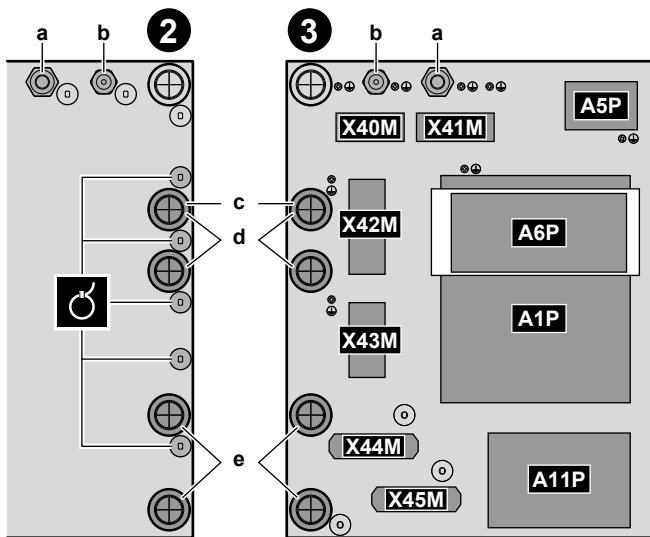 a b 2 3 b a
A5P
X40M X41M
c
d
X42M A6P
A1P
X43M
X44M
e
A11P
X45M